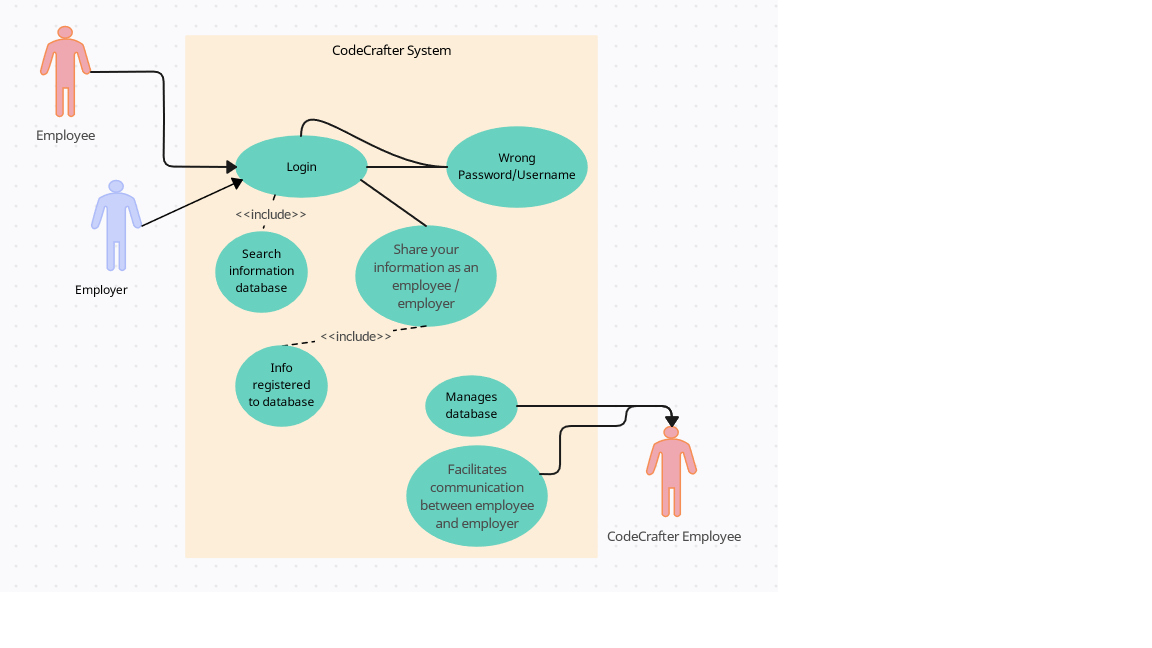 CodeCrafter System
Employee
Login
Wrong
Password/Username
Employer
<<include>>
Search
information
database
Share your
information as an
employee /
employer
<<include>>
Info
registered
to database
Manages
database
Facilitates
communication
between employee
and employer
CodeCrafter Employee